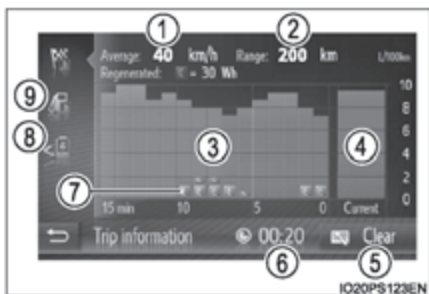 ① ②
Average: 40 km/h Range: 200 km L/100km
Regenerated: = 30 Wh
10
⑨ 8
6
⑧ ③ ④ 4
⑦ 2
0
15 min 10 5 0 Current
Trip information 00:20 Clear
⑥ ⑤
IO20PS123EN